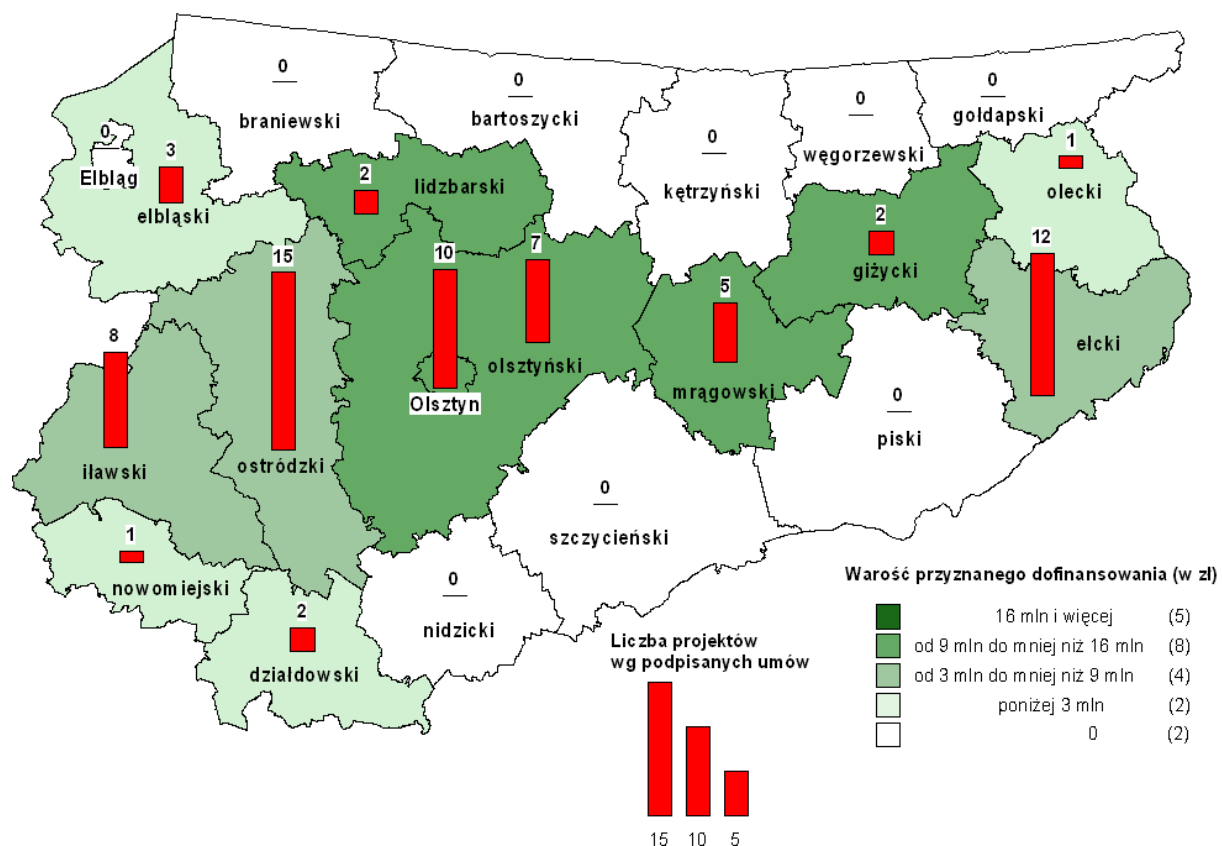 0
braniewski
0
bartoszycki
0
kętrzyński
0
węgorzewski
0
gołdapski
0
Elbląg
3
elbląski
2
lidzbarski
1
olecki
2
giżycki
12
ełcki
15
ostródzki
10
Olsztyn
7
olsztyński
5
mrągowski
8
iławski
0
piski
0
szczycieński
1
nowomiejski
2
działdowski
0
nidzicki
Liczba projektów
wg podpisanych umów
15 10 5
Warość przyznanego dofinansowania (w zł)
16 mln i więcej (5)
od 9 mln do mniej niż 16 mln (8)
od 3 mln do mniej niż 9 mln (4)
poniżej 3 mln (2)
0 (2)